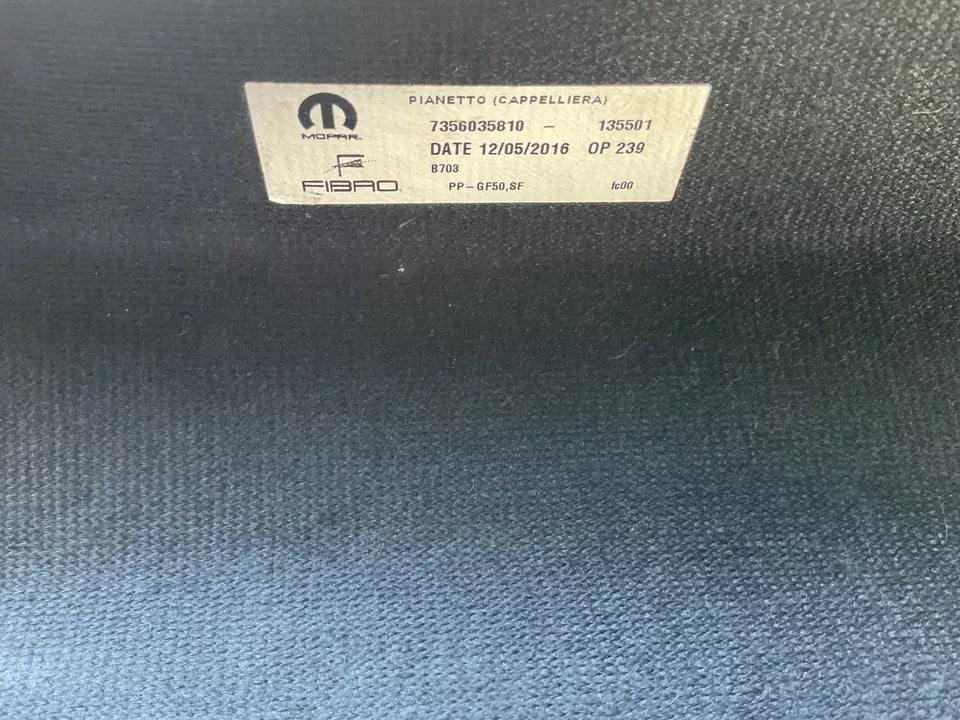 PIANETTO (CAPPELLIERA)
MOPAR.
7356035810 - 135501
DATE 12/05/2016 OP 239
B703
FIBRO
PP-GF50,SF fc00